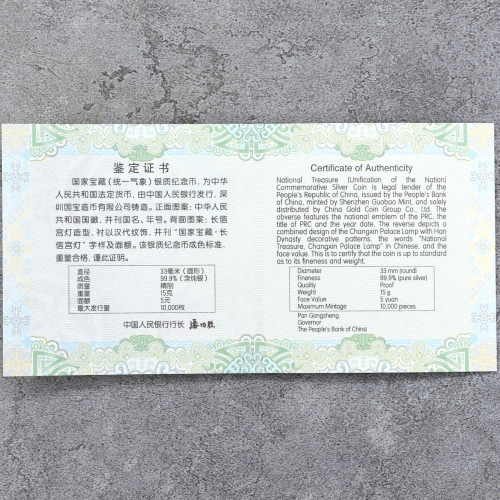 鉴定证书
国家宝藏(统一气象)银质纪念币，为中华
人民共和国法定货币，由中国人民银行发行，深
圳国宝造币有限公司铸造。正面图案：中华人民
共和国国徽，并刊国名、年号。背面图案：长信
宫灯造型，衬以汉代纹饰，并刊“国家宝藏·长
信宫灯”字样及面额。该银质纪念币成色标准、
重量合格，谨此证明。
直径 33毫米（圆形）
成色 99.9%（含纯银）
质量 精制
重量 15克
面额 5元
最大发行量 10,000枚
中国人民银行行长 潘功胜
Certificate of Authenticity
National Treasure (Unification of the Nation)
Commemorative Silver Coin is legal tender of the
People's Republic of China, issued by the People's Bank
of China, minted by Shenzhen Guobao Mint, and solely
distributed by China Gold Coin Group Co., Ltd. The
obverse features the national emblem of the PRC, the
title of PRC and the year date. The reverse depicts a
combined design of the Changxin Palace Lamp with Han
Dynasty decorative patterns, the words "National
Treasure, Changxin Palace Lamp" in Chinese, and the
face value. This is to certify that the coin is up to standard
as to its fineness and weight.
Diameter 33 mm (round)
Fineness 99.9% (pure silver)
Quality Proof
Weight 15 g
Face Value 5 yuan
Maximum Mintage 10,000 pieces
Pan Gongsheng
Governor
The People's Bank of China